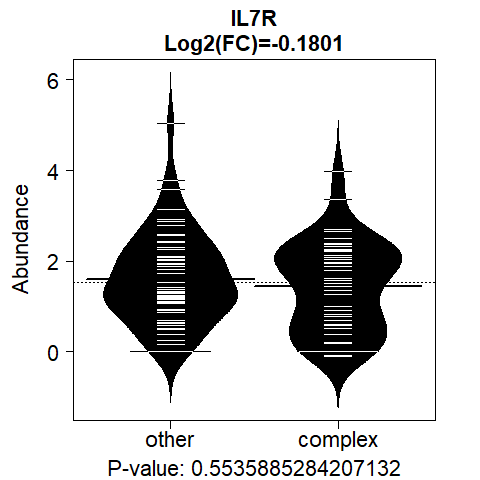 IL7R
Log2(FC)=-0.1801
Abundance
6
4
2
0
other complex
P-value: 0.5535885284207132